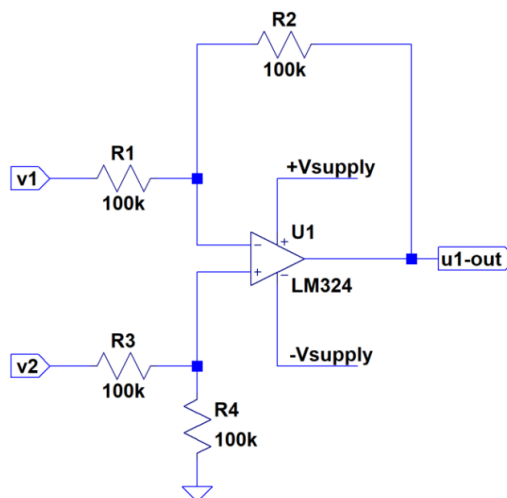 R2
100k
R1
v1
100k
+Vsupply
U1
−
+
+
−
LM324
u1-out
-Vsupply
R3
v2
100k
R4
100k